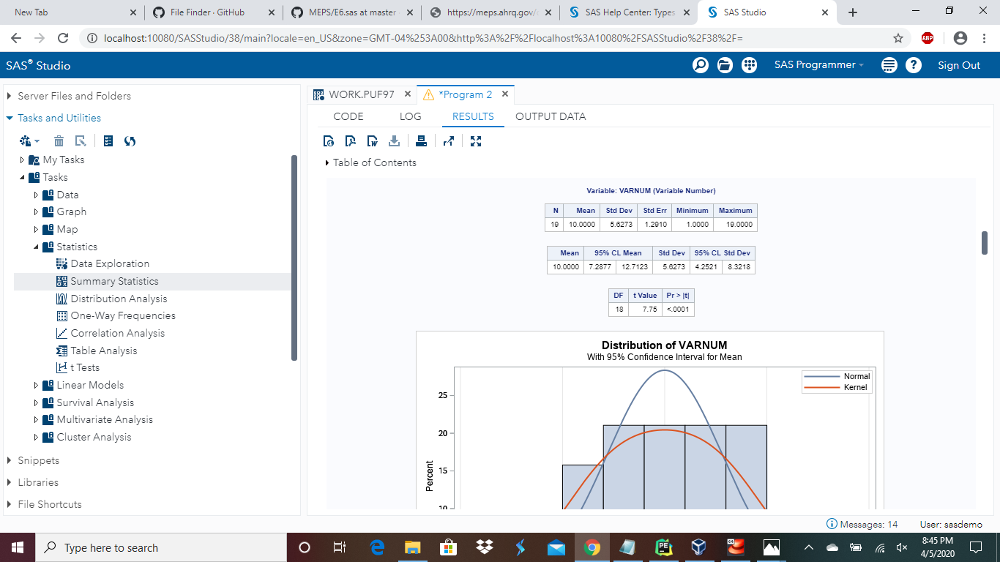 New Tab
File Finder · GitHub
MEPS/E6.sas at master
https://meps.ahrq.gov/
SAS Help Center: Types
SAS Studio
localhost:10080/SASStudio/38/main?locale=en_US&zone=GMT-04%253A00&http%3A%2F%2Flocalhost%3A10080%2FSASStudio%2F38%2F=
ABP
SAS® Studio
SAS Programmer
Sign Out
Server Files and Folders
Tasks and Utilities
My Tasks
Tasks
Data
Graph
Map
Statistics
Data Exploration
Summary Statistics
Distribution Analysis
One-Way Frequencies
Correlation Analysis
Table Analysis
t Tests
Linear Models
Survival Analysis
Multivariate Analysis
Cluster Analysis
Snippets
Libraries
File Shortcuts
WORK.PUF97
*Program 2
CODE LOG RESULTS OUTPUT DATA
Table of Contents
Variable: VARNUM (Variable Number)
N Mean Std Dev Std Err Minimum Maximum
19 10.0000 5.6273 1.2910 1.0000 19.0000
Mean 95% CL Mean Std Dev 95% CL Std Dev
10.0000 7.2877 12.7123 5.6273 4.2521 8.3218
DF t Value Pr > |t|
18 7.75 <.0001
Distribution of VARNUM
With 95% Confidence Interval for Mean
Normal
Kernel
25
20
15
10
Percent
Messages: 14
User: sasdemo
Type here to search
8:45 PM
4/5/2020